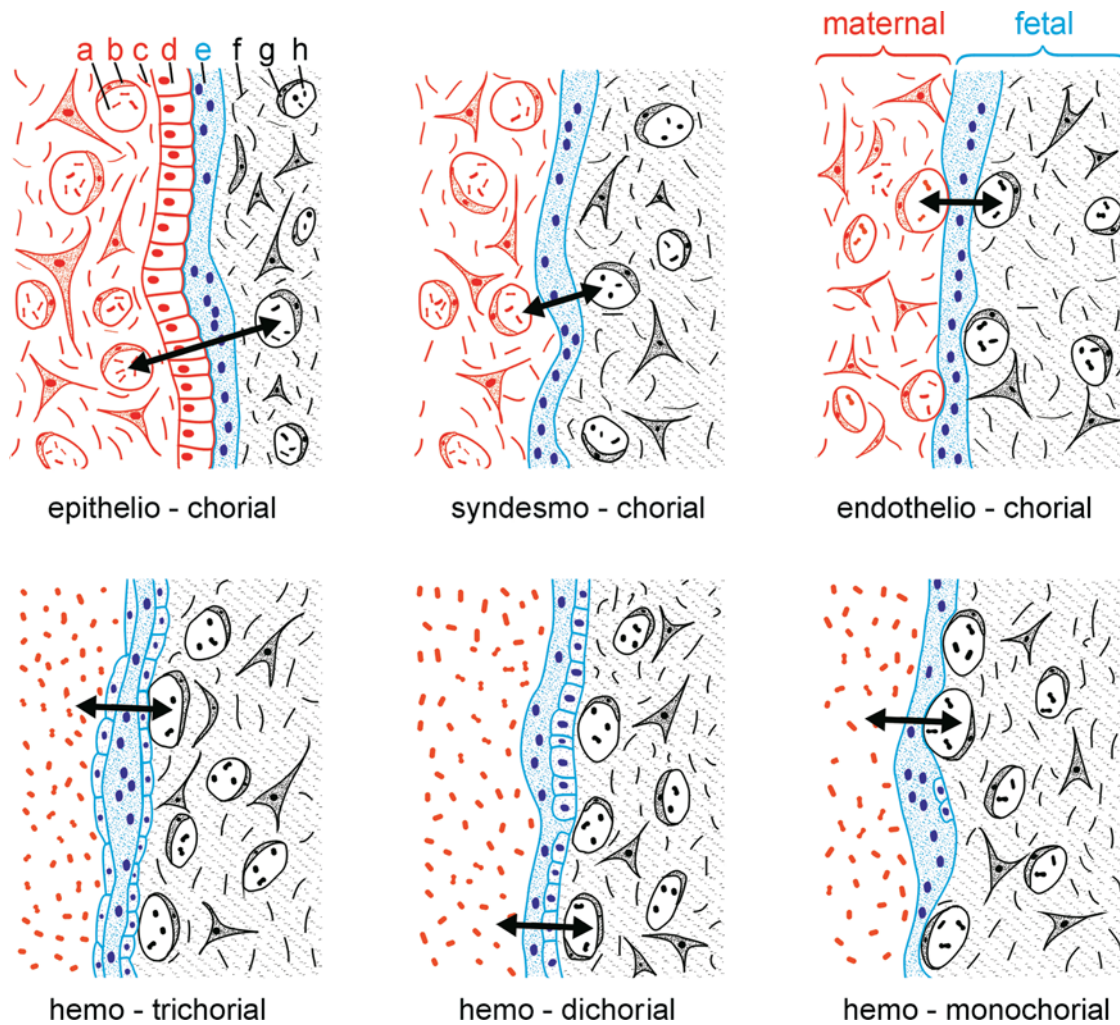 maternal fetal
a b c d e f g h
epithelio - chorial
syndesmo - chorial
endothelio - chorial
hemo - trichorial
hemo - dichorial
hemo - monochorial